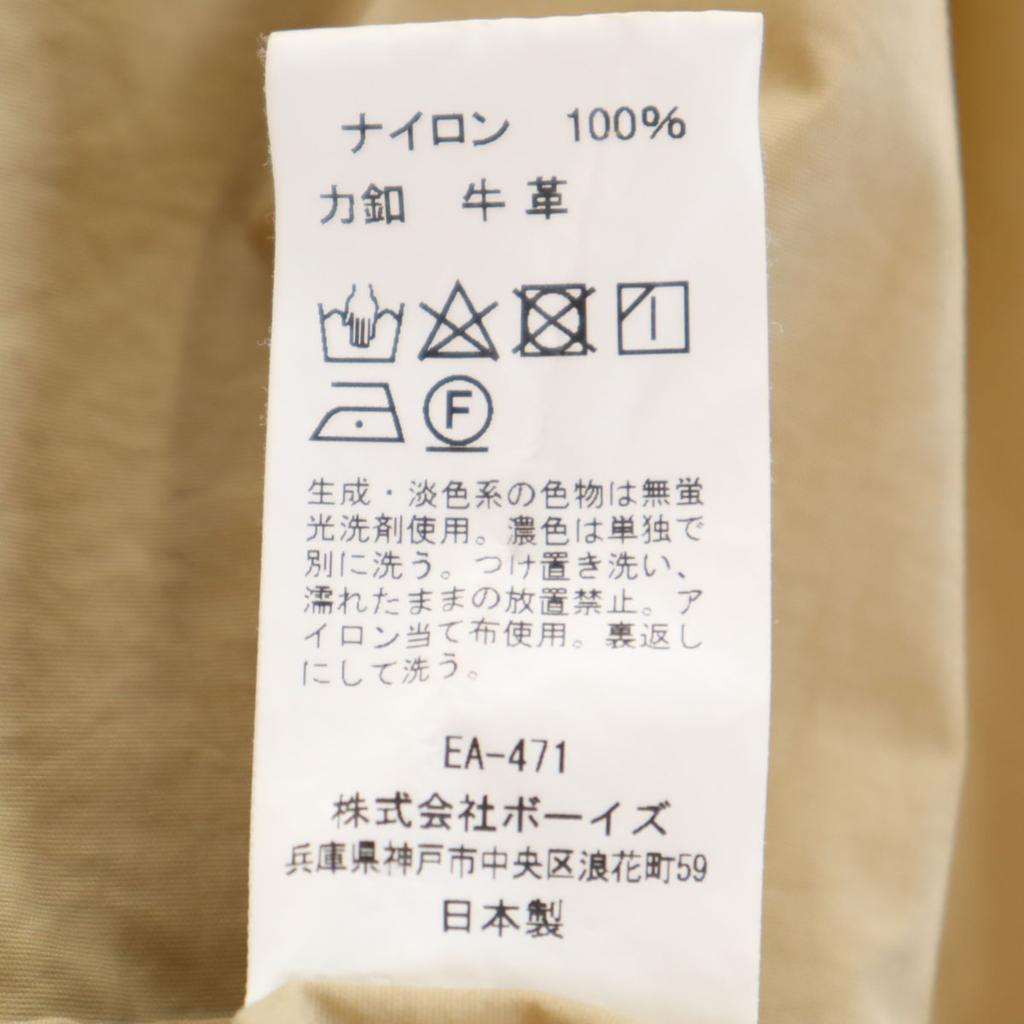 ナイロン 100%
力釦 牛革
F
生成・淡色系の色物は無蛍
光洗剤使用。濃色は単独で
別に洗う。つけ置き洗い、
濡れたままの放置禁止。ア
イロン当て布使用。裏返し
にして洗う。
EA-471
株式会社ボーイズ
兵庫県神戸市中央区浪花町59
日本製